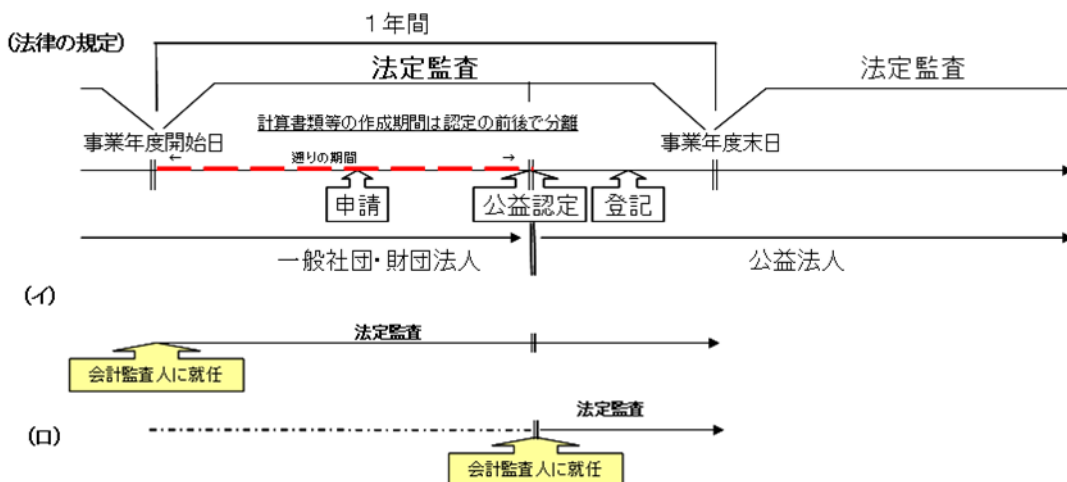 1年間
(法律の規定)
法定監査
法定監査
計算書類等の作成期間は認定の前後で分離
事業年度開始日
事業年度末日
← 遡りの期間 →
申請
公益認定
登記
一般社団・財団法人
公益法人
(イ)
法定監査
会計監査人に就任
法定監査
(ロ)
会計監査人に就任